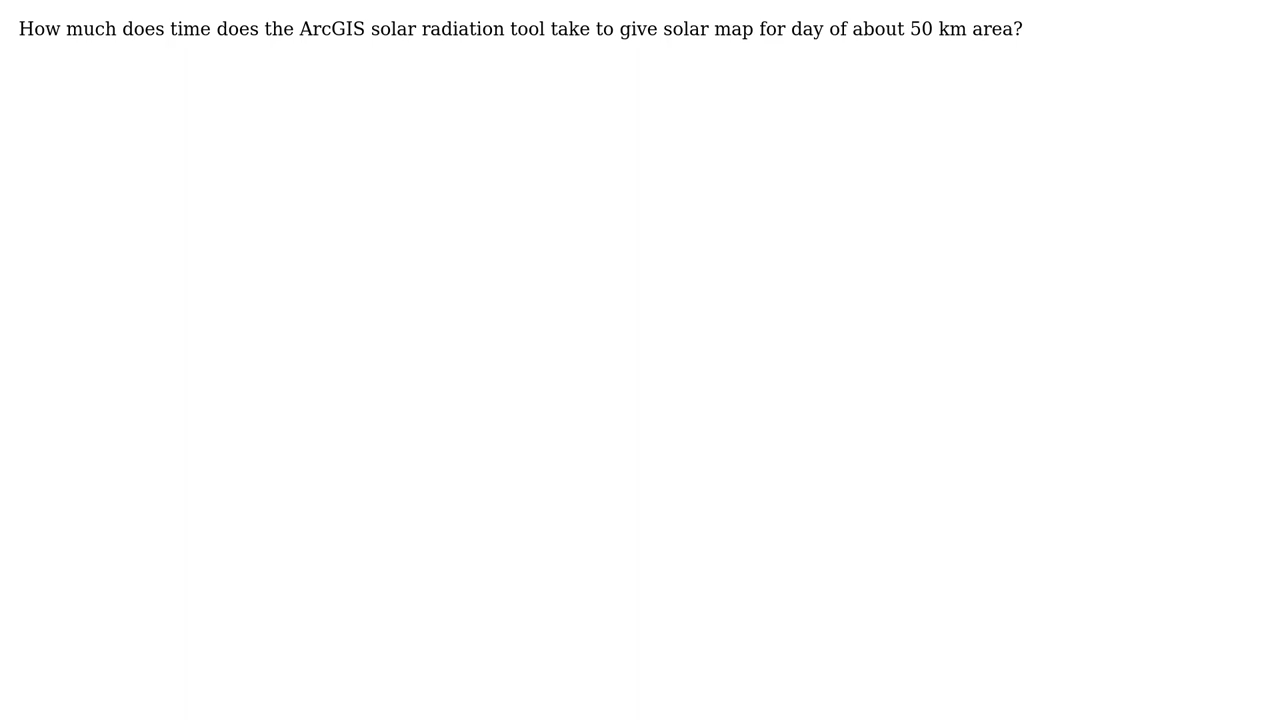 How much does time does the ArcGIS solar radiation tool take to give solar map for day of about 50 km area?